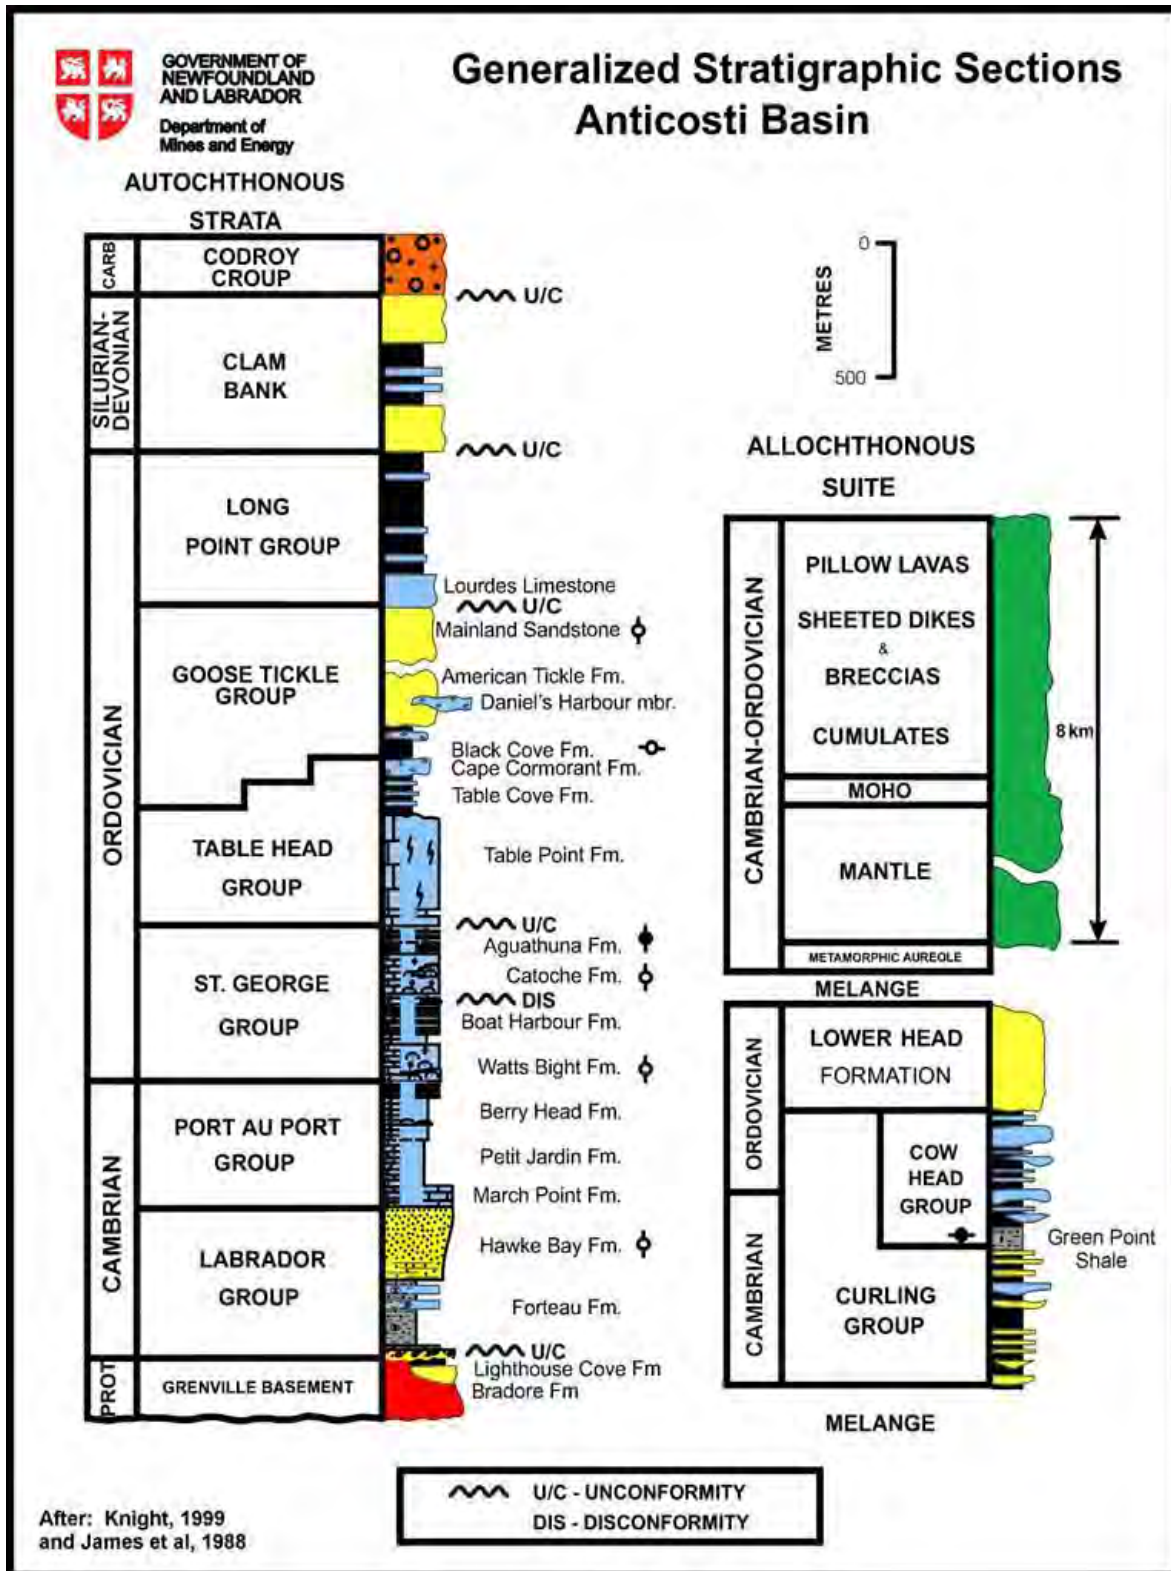 GOVERNMENT OF
NEWFOUNDLAND
AND LABRADOR
Department of
Mines and Energy
Generalized Stratigraphic Sections
Anticosti Basin
AUTOCHTHONOUS
STRATA
CARB
CODROY
CROUP
U/C
SILURIAN-
DEVONIAN
CLAM
BANK
U/C
ORDOVICIAN
LONG
POINT GROUP
Lourdes Limestone
U/C
Mainland Sandstone
GOOSE TICKLE
GROUP
American Tickle Fm.
Daniel's Harbour mbr.
Black Cove Fm.
Cape Cormorant Fm.
Table Cove Fm.
TABLE HEAD
GROUP
Table Point Fm.
U/C
Aguathuna Fm.
ST. GEORGE
GROUP
Catoche Fm.
DIS
Boat Harbour Fm.
Watts Bight Fm.
CAMBRIAN
PORT AU PORT
GROUP
Berry Head Fm.
Petit Jardin Fm.
March Point Fm.
LABRADOR
GROUP
Hawke Bay Fm.
Forteau Fm.
U/C
Lighthouse Cove Fm
Bradore Fm
PROT
GRENVILLE BASEMENT
0
METRES
500
ALLOCHTHONOUS
SUITE
CAMBRIAN-ORDOVICIAN
PILLOW LAVAS
SHEETED DIKES
&
BRECCIAS
CUMULATES
MOHO
MANTLE
METAMORPHIC AUREOLE
8 km
MELANGE
ORDOVICIAN
LOWER HEAD
FORMATION
COW
HEAD
GROUP
Green Point
Shale
CAMBRIAN
CURLING
GROUP
MELANGE
U/C - UNCONFORMITY
DIS - DISCONFORMITY
After: Knight, 1999
and James et al, 1988